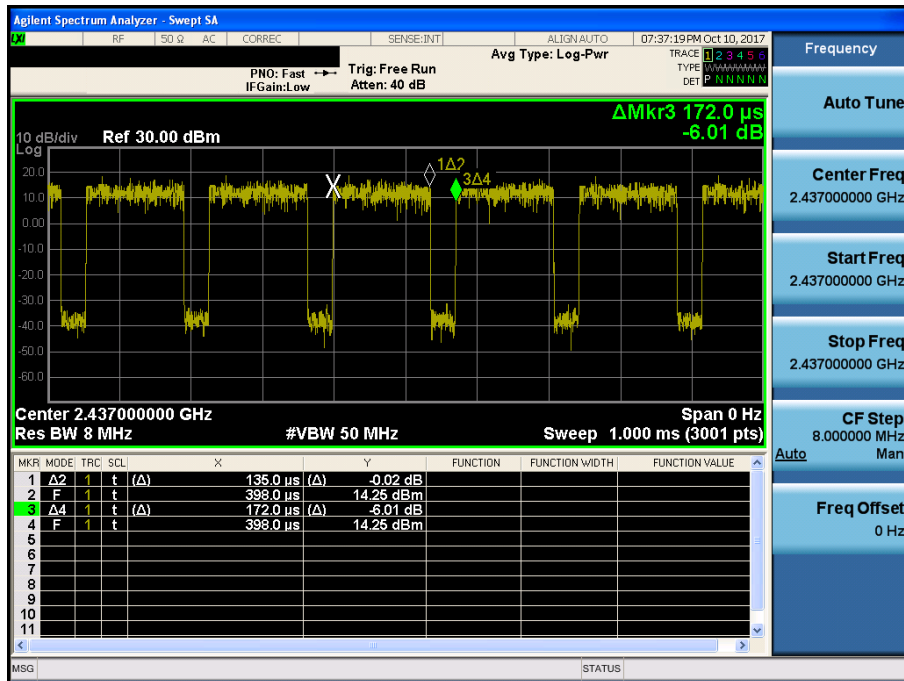 Agilent Spectrum Analyzer - Swept SA
LXI RF 50 Ω AC CORREC SENSE:INT ALIGN AUTO 07:37:19 PM Oct 10, 2017
Avg Type: Log-Pwr TRACE 1 2 3 4 5 6
PNO: Fast Trig: Free Run TYPE WWWWWW
IFGain:Low Atten: 40 dB DET P N N N N N
ΔMkr3 172.0 µs
-6.01 dB
10 dB/div Ref 30.00 dBm
Log
20.0
10.0
0.00
-10.0
-20.0
-30.0
-40.0
-50.0
-60.0
X
1Δ2
3Δ4
Center 2.437000000 GHz Span 0 Hz
Res BW 8 MHz #VBW 50 MHz Sweep 1.000 ms (3001 pts)
MKR MODE TRC SCL X Y FUNCTION FUNCTION WIDTH FUNCTION VALUE
1 Δ2 1 t (Δ) 135.0 µs (Δ) -0.02 dB
2 F 1 t 398.0 µs 14.25 dBm
3 Δ4 1 t (Δ) 172.0 µs (Δ) -6.01 dB
4 F 1 t 398.0 µs 14.25 dBm
5
6
7
8
9
10
11
MSG STATUS
Frequency
Auto Tune
Center Freq
2.437000000 GHz
Start Freq
2.437000000 GHz
Stop Freq
2.437000000 GHz
CF Step
8.000000 MHz
Auto Man
Freq Offset
0 Hz